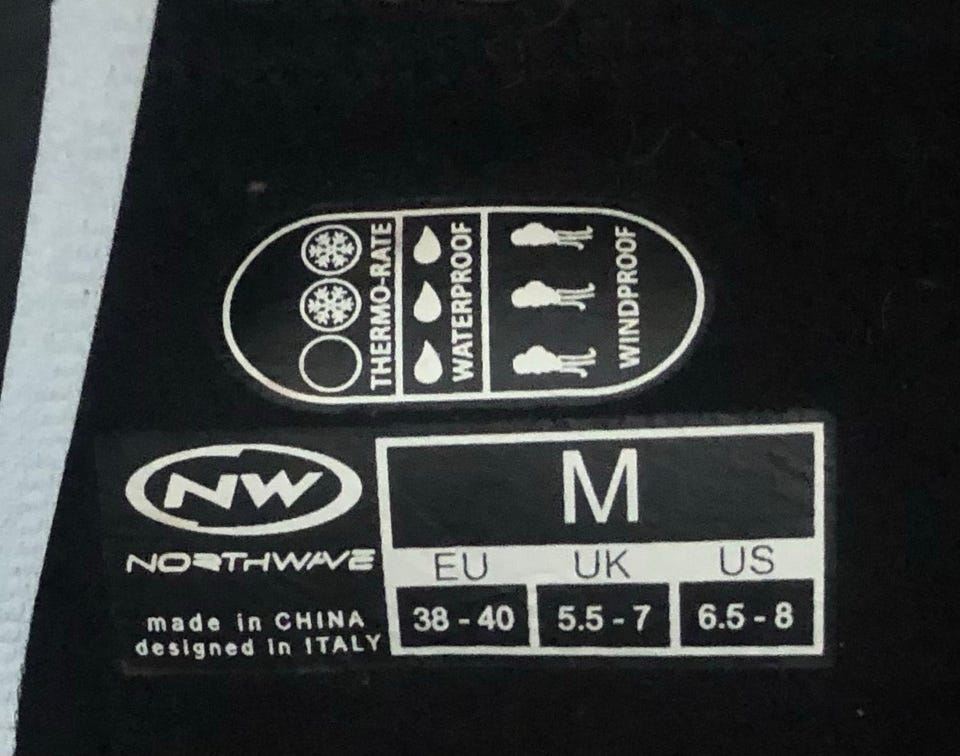 THERMO-RATE
WATERPROOF
WINDPROOF
NW
NORTHWAVE
made in CHINA
designed in ITALY
M
EU UK US
38 - 40 5.5 - 7 6.5 - 8